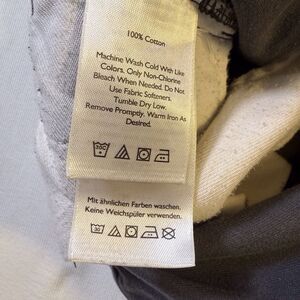 100% Cotton
Machine Wash Cold With Like
Colors. Only Non-Chlorine
Bleach When Needed. Do Not
Use Fabric Softeners.
Tumble Dry Low.
Remove Promptly. Warm Iron As
Desired.
Mit ähnlichen Farben waschen.
Keine Weichspüler verwenden.
30